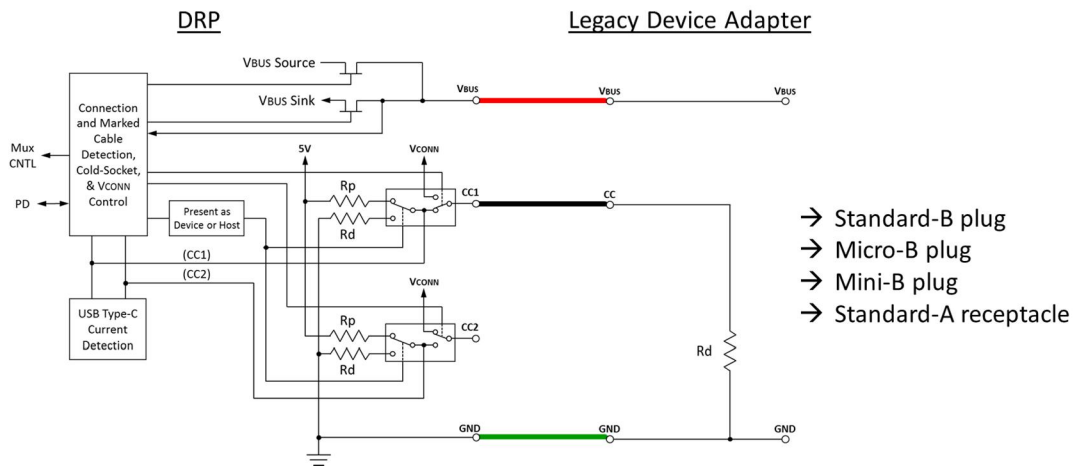 DRP
Legacy Device Adapter
VBUS Source
VBUS Sink
VBUS
VBUS
VBUS
Connection
and Marked
Cable
Detection,
Cold-Socket,
& VCONN
Control
Mux
CNTL
PD
Present as
Device or Host
5V
VCONN
Rp
Rd
CC1
CC
(CC1)
(CC2)
USB Type-C
Current
Detection
VCONN
Rp
Rd
CC2
Rd
GND
GND
GND
→ Standard-B plug
→ Micro-B plug
→ Mini-B plug
→ Standard-A receptacle